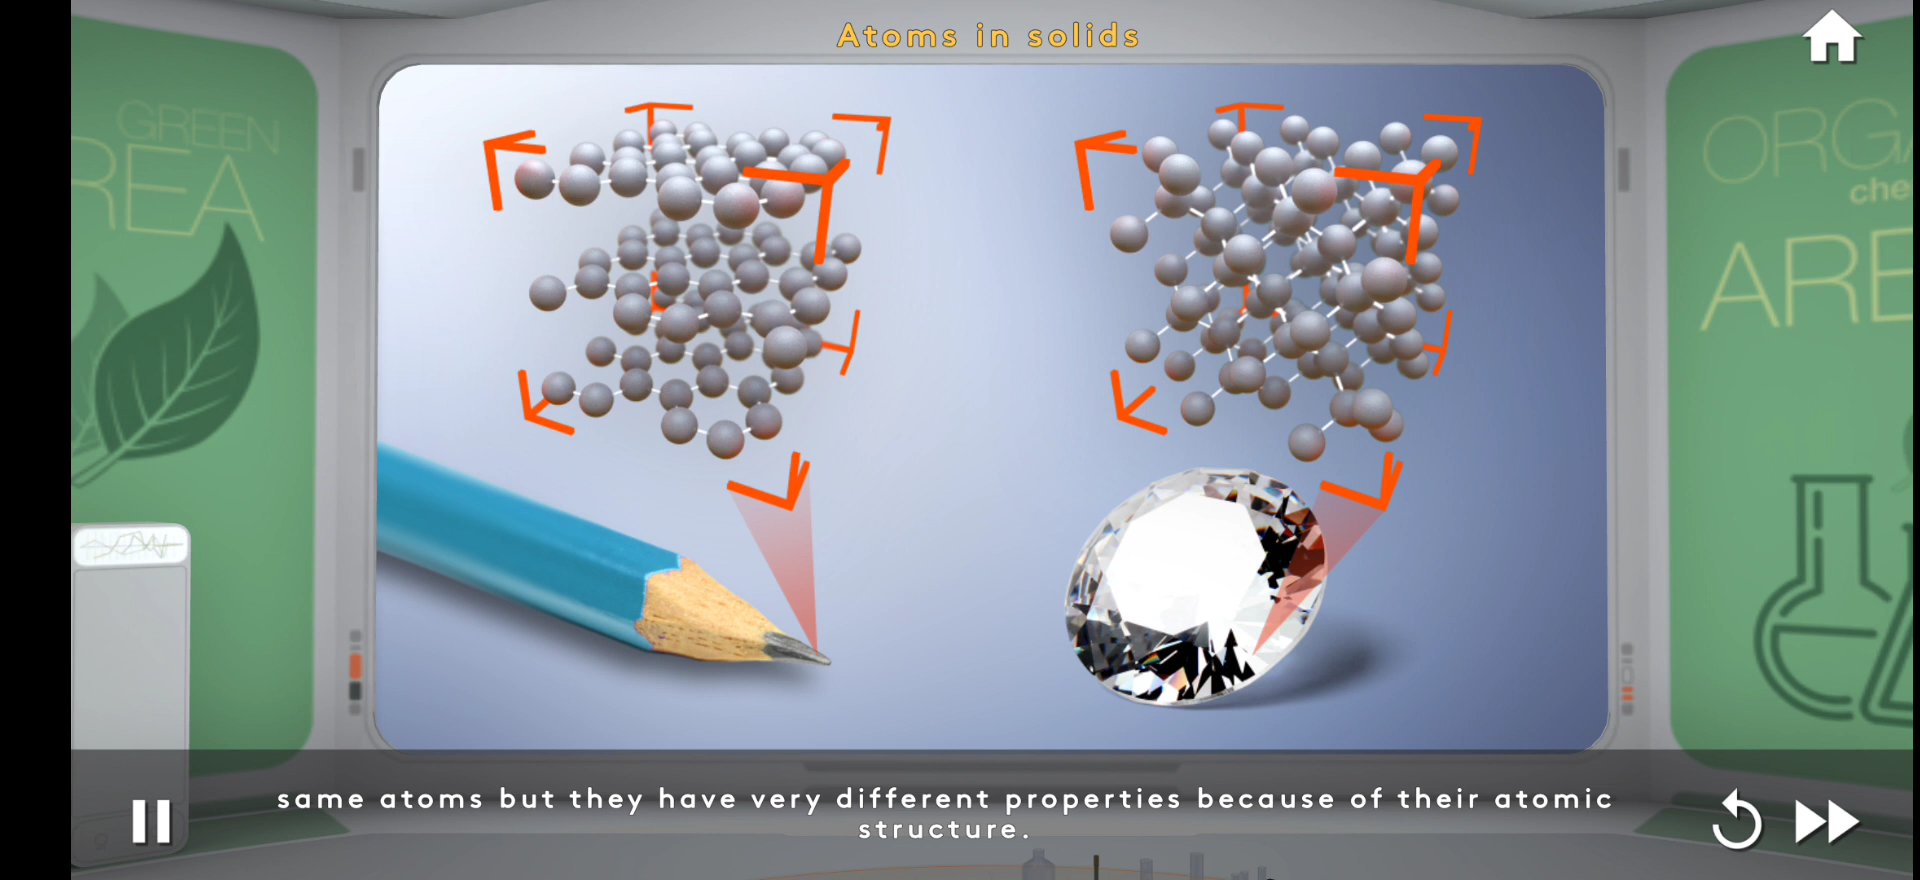 Atoms in solids
GREEN
REA
ORGA
che
ARE
same atoms but they have very different properties because of their atomic
structure.